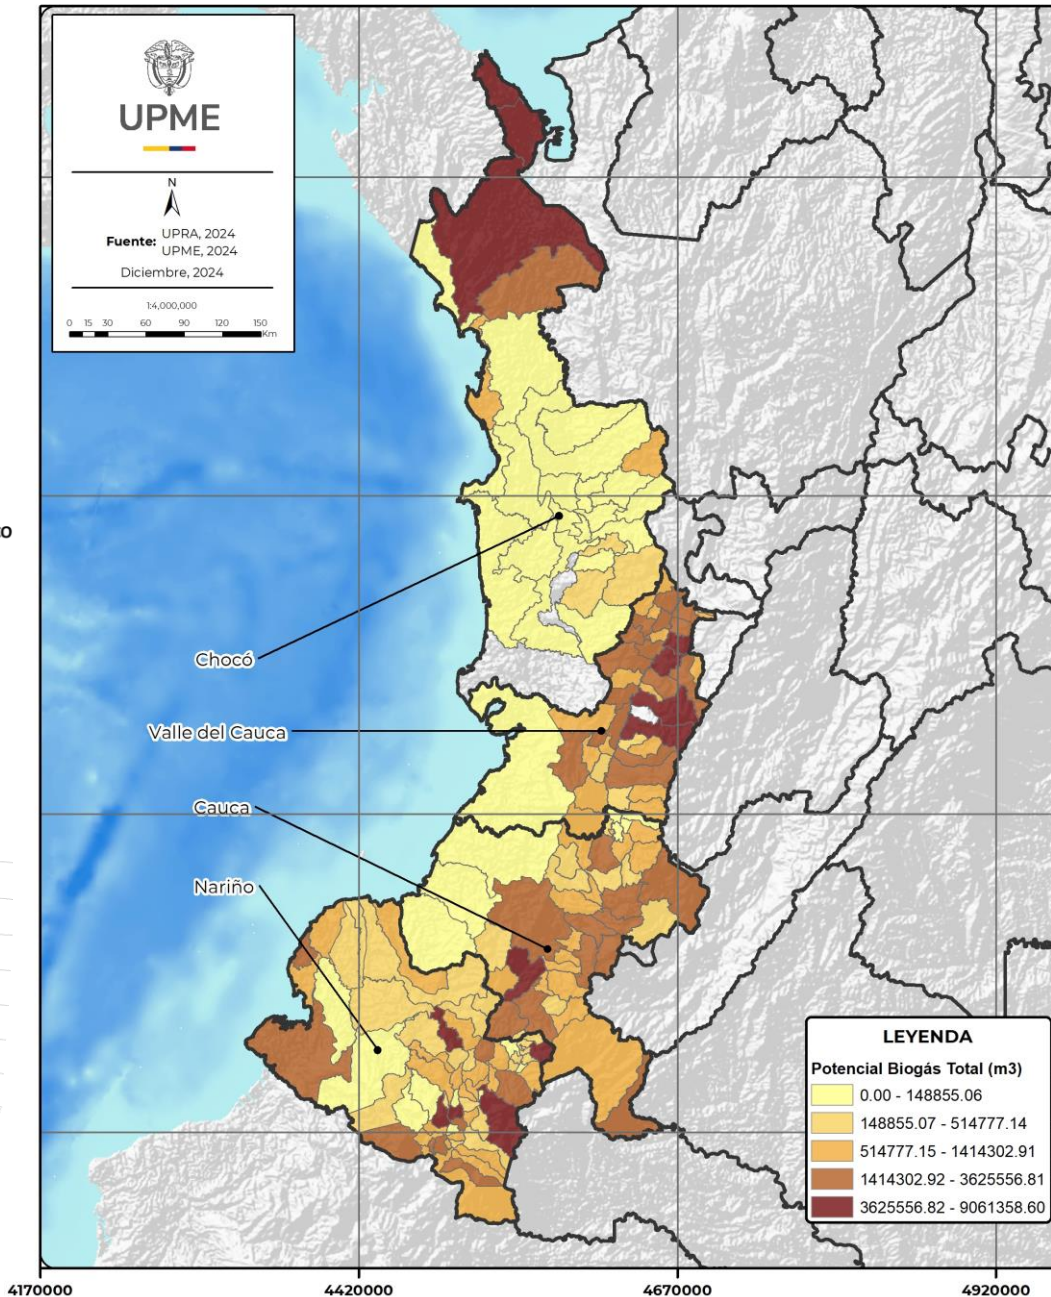 UPME
N
Fuente: UPRA, 2024
UPME, 2024
Diciembre, 2024
1:4,000,000
0 15 30 60 90 120 150
Km
Chocó
Valle del Cauca
Cauca
Nariño
LEYENDA
Potencial Biogás Total (m3)
0.00 - 148855.06
148855.07 - 514777.14
514777.15 - 1414302.91
1414302.92 - 3625556.81
3625556.82 - 9061358.60
4170000 4420000 4670000 4920000